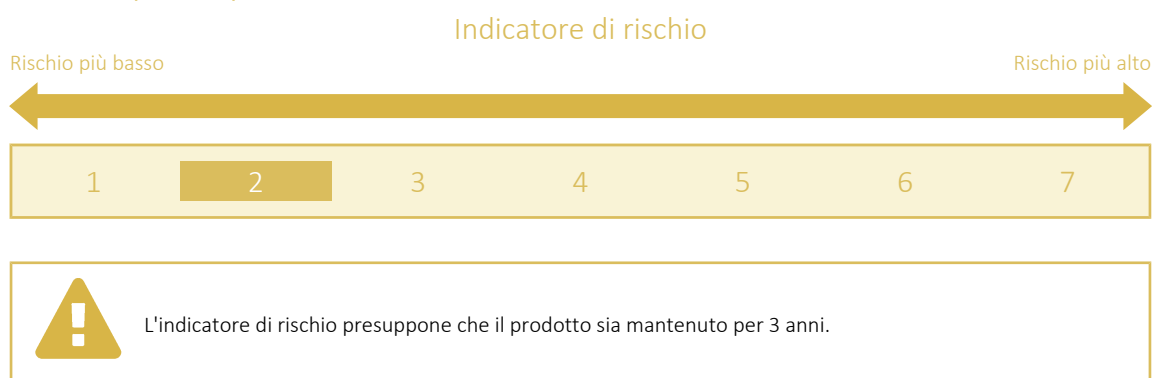 Indicatore di rischio
Rischio più basso Rischio più alto
1 2 3 4 5 6 7
L'indicatore di rischio presuppone che il prodotto sia mantenuto per 3 anni.